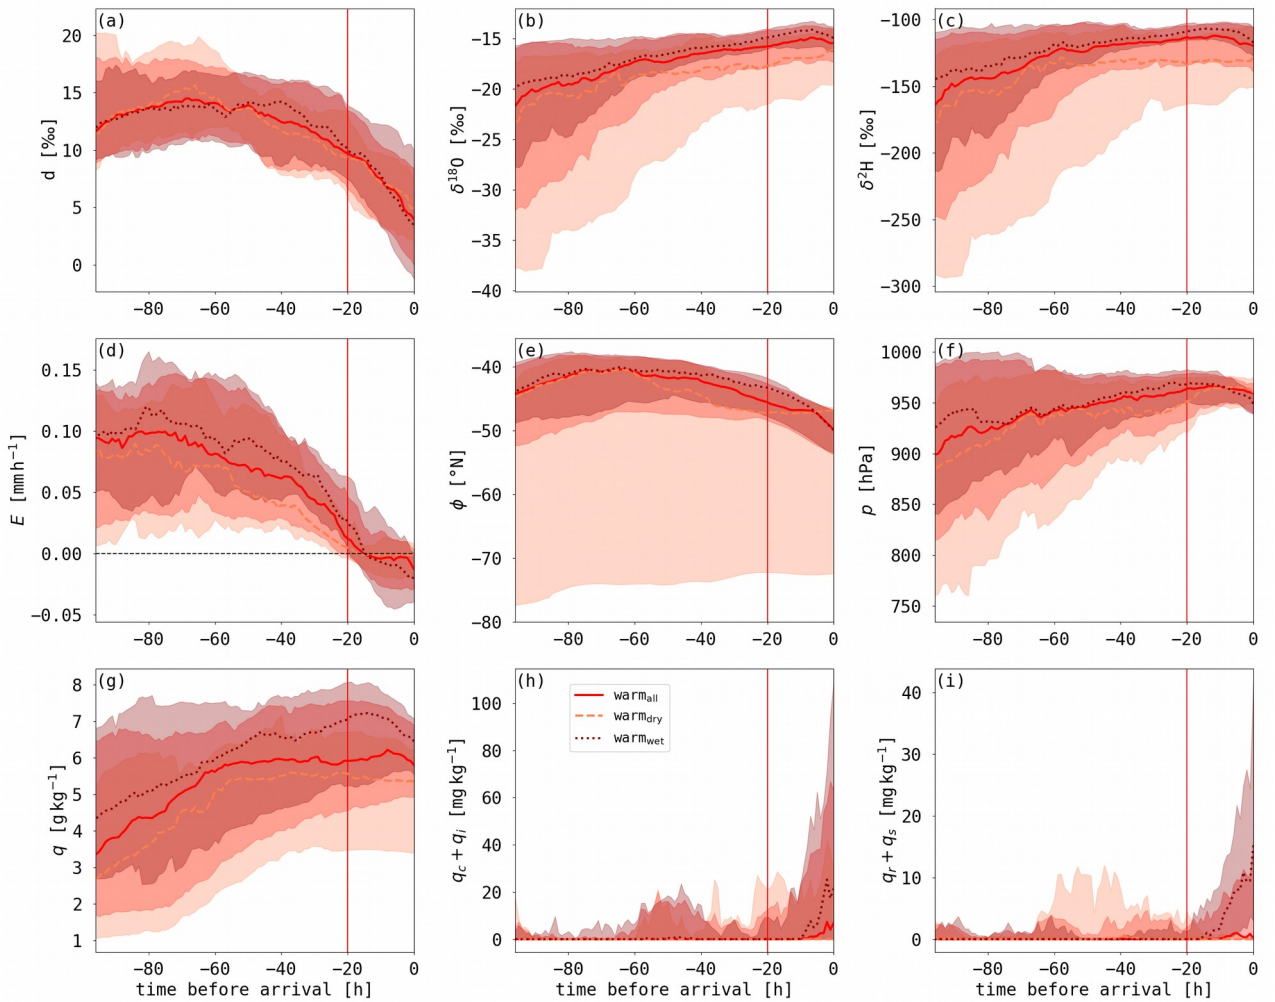 (a)
20
15
10
5
0
d [‰]
−80 −60 −40 −20 0
(b)
−15
−20
−25
−30
−35
−40
δ¹⁸O [‰]
−80 −60 −40 −20 0
(c)
−100
−150
−200
−250
−300
δ²H [‰]
−80 −60 −40 −20 0
(d)
0.15
0.10
0.05
0.00
−0.05
E [mm h⁻¹]
−80 −60 −40 −20 0
(e)
−40
−50
−60
−70
−80
ϕ [°N]
−80 −60 −40 −20 0
(f)
1000
950
900
850
800
750
p [hPa]
−80 −60 −40 −20 0
(g)
8
7
6
5
4
3
2
1
q [g kg⁻¹]
−80 −60 −40 −20 0
time before arrival [h]
(h)
warm_all
warm_dry
warm_wet
100
80
60
40
20
0
q_c + q_i [mg kg⁻¹]
−80 −60 −40 −20 0
time before arrival [h]
(i)
40
30
20
10
0
q_r + q_s [mg kg⁻¹]
−80 −60 −40 −20 0
time before arrival [h]